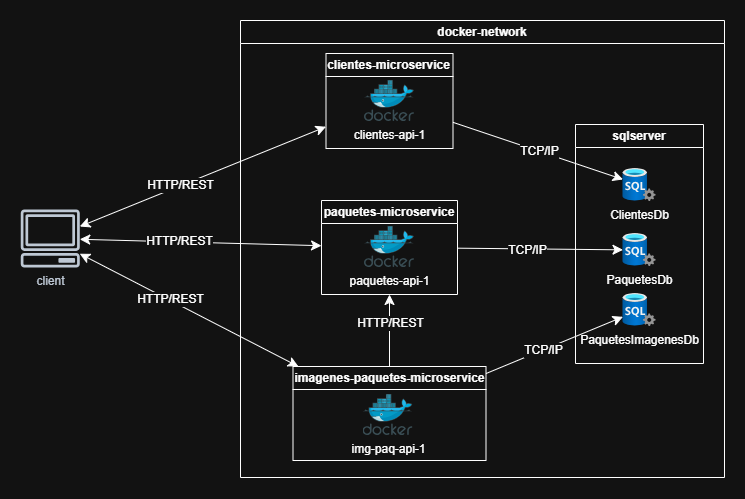 docker-network
clientes-microservice
docker
clientes-api-1
TCP/IP
sqlserver
HTTP/REST
SQL
ClientesDb
paquetes-microservice
docker
HTTP/REST
TCP/IP
SQL
client
paquetes-api-1
PaquetesDb
HTTP/REST
SQL
HTTP/REST
PaquetesImagenesDb
TCP/IP
imagenes-paquetes-microservice
docker
img-paq-api-1